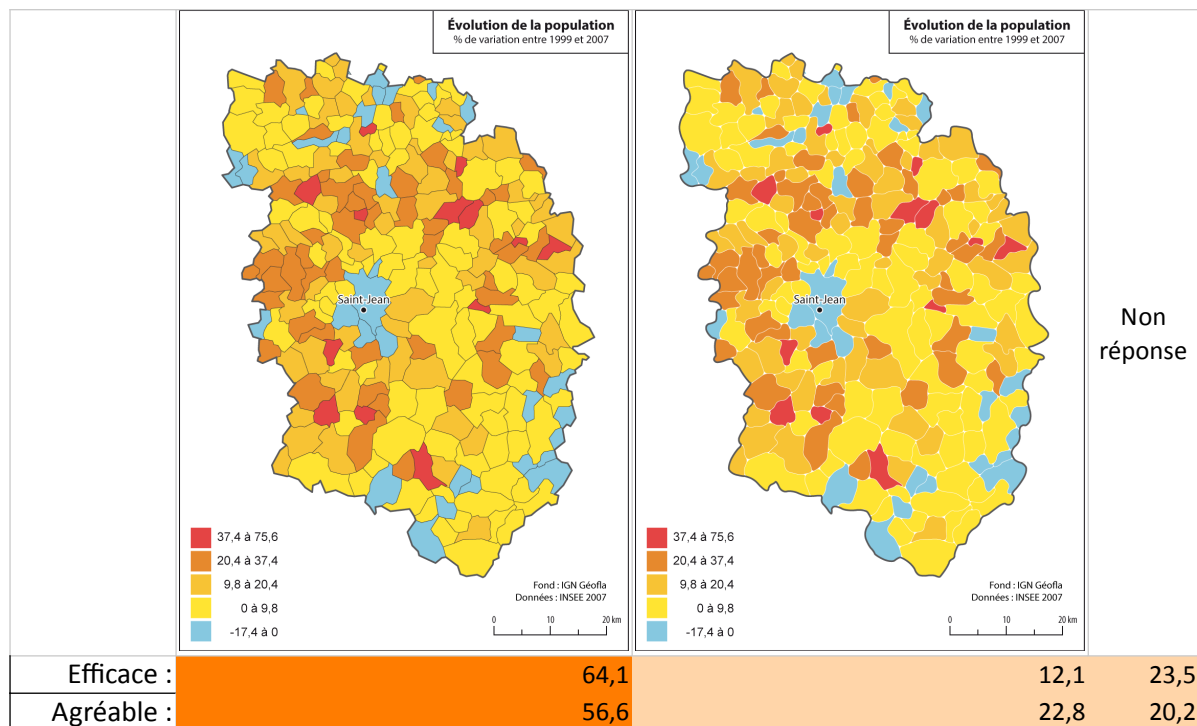 Évolution de la population
% de variation entre 1999 et 2007
Saint-Jean
37,4 à 75,6
20,4 à 37,4
9,8 à 20,4
0 à 9,8
-17,4 à 0
Fond : IGN Géofla
Données : INSEE 2007
0 10 20 km
Évolution de la population
% de variation entre 1999 et 2007
Saint-Jean
37,4 à 75,6
20,4 à 37,4
9,8 à 20,4
0 à 9,8
-17,4 à 0
Fond : IGN Géofla
Données : INSEE 2007
0 10 20 km
Non
réponse
Efficace : 64,1 12,1 23,5
Agréable : 56,6 22,8 20,2